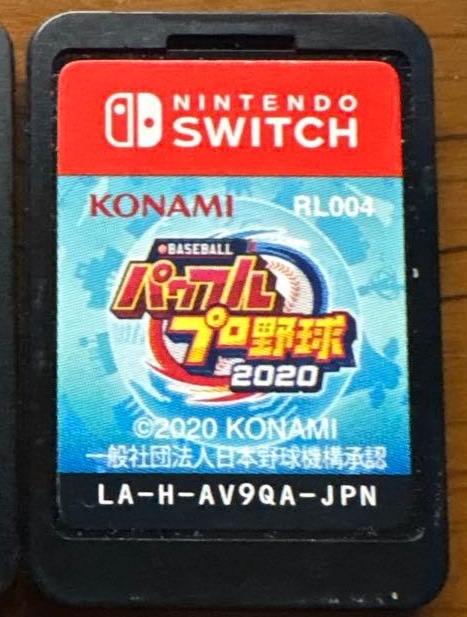 NINTENDO
SWITCH
KONAMI RL004
BASEBALL
パワフル
プロ野球
2020
©2020 KONAMI
一般社団法人日本野球機構承認
LA-H-AV9QA-JPN